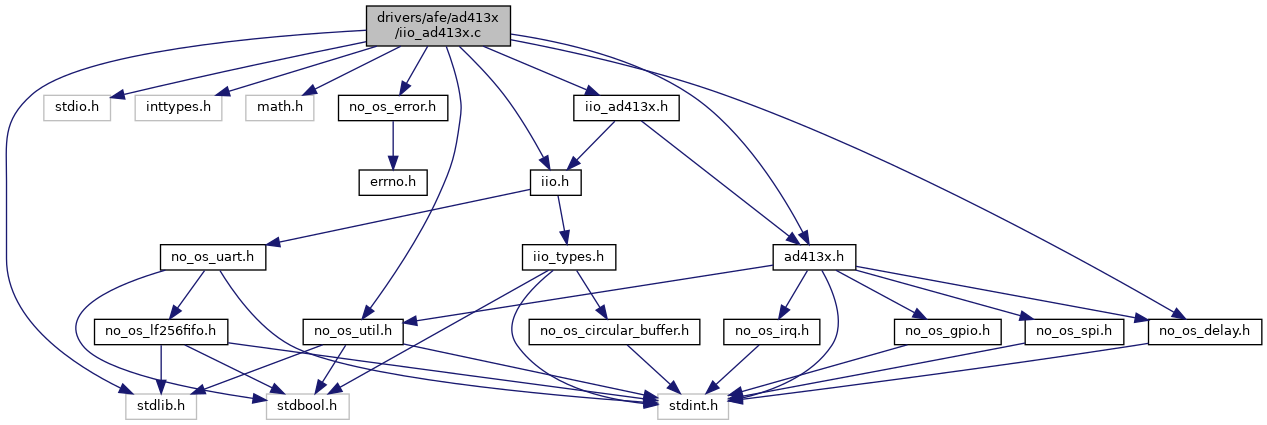 drivers/afe/ad413x
/iio_ad413x.c
stdio.h
inttypes.h
math.h
no_os_error.h
iio_ad413x.h
errno.h
iio.h
no_os_uart.h
iio_types.h
ad413x.h
no_os_lf256fifo.h
no_os_util.h
no_os_circular_buffer.h
no_os_irq.h
no_os_gpio.h
no_os_spi.h
no_os_delay.h
stdlib.h
stdbool.h
stdint.h